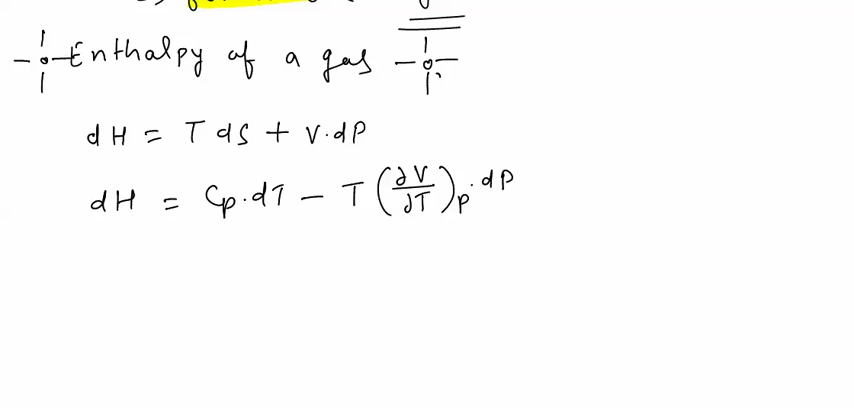 Enthalpy of a gas
dH = T dS + V.dP
dH = Cp.dT − T (∂V/∂T)p.dP